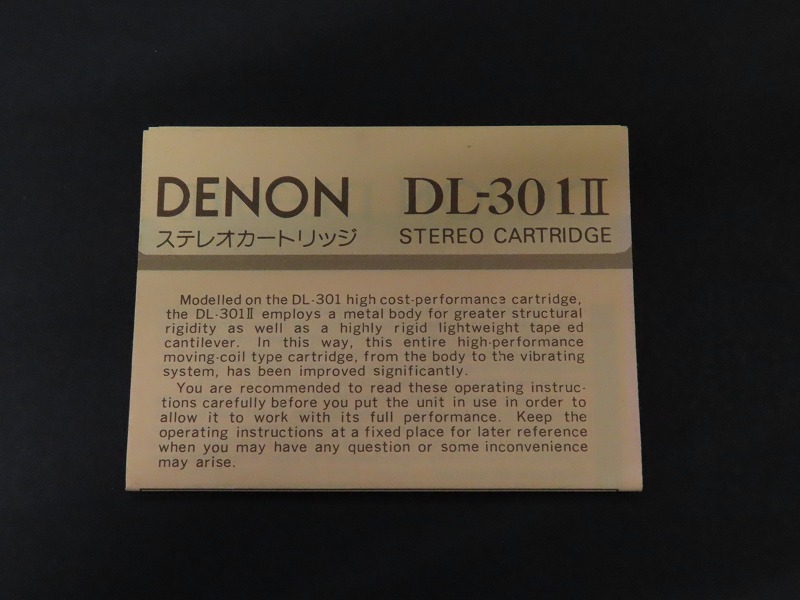 DENON DL-301II
ステレオカートリッジ STEREO CARTRIDGE
Modelled on the DL-301 high cost-performance cartridge,
the DL-301II employs a metal body for greater structural
rigidity as well as a highly rigid lightweight tape ed
cantilever. In this way, this entire high-performance
moving-coil type cartridge, from the body to the vibrating
system, has been improved significantly.
You are recommended to read these operating instruc-
tions carefully before you put the unit in use in order to
allow it to work with its full performance. Keep the
operating instructions at a fixed place for later reference
when you may have any question or some inconvenience
may arise.